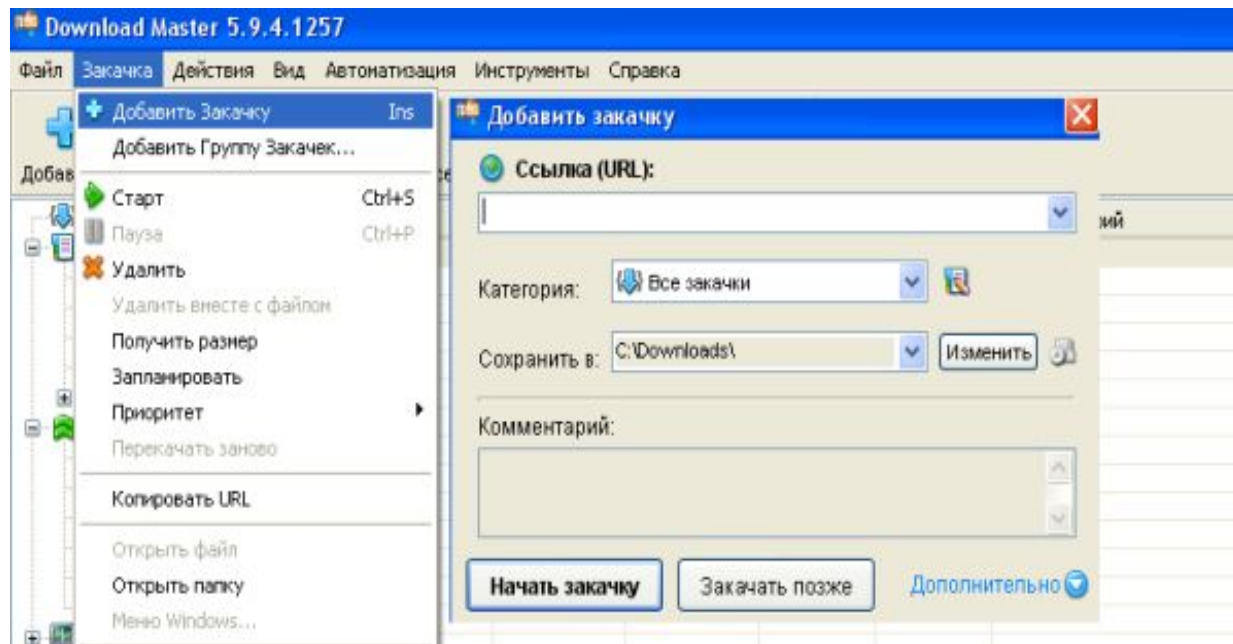 Download Master 5.9.4.1257
Файл Закачка Действия Вид Автоматизация Инструменты Справка
Добавить Закачку Ins
Добавить Группу Закачек...
Старт Ctrl+S
Пауза Ctrl+P
Удалить
Удалить вместе с файлом
Получить размер
Запланировать
Приоритет
Перекачать заново
Копировать URL
Открыть файл
Открыть папку
Меню Windows...
Добавить закачку
Ссылка (URL):
Категория: Все закачки
Сохранить в: C:\Downloads\ Изменить
Комментарий:
Начать закачку Закачать позже Дополнительно